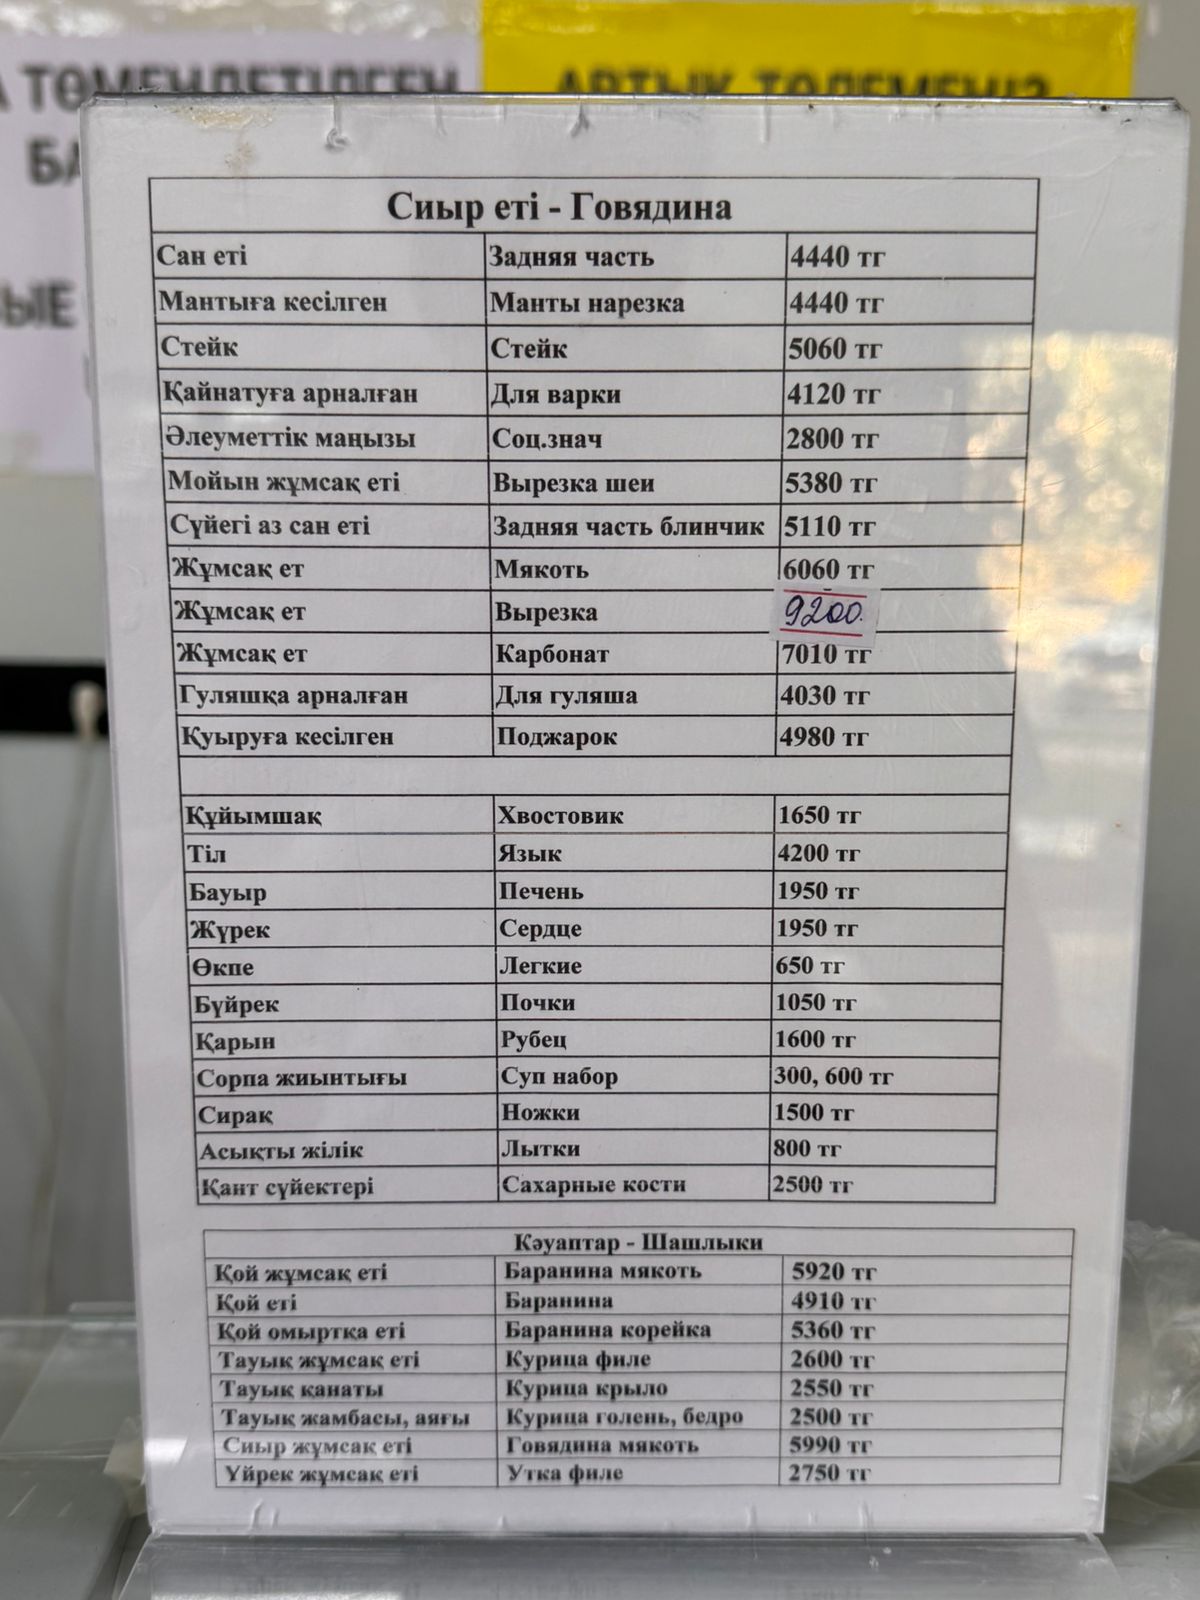 А ТӨМЕНДЕТІЛГЕН
АРТЫҚ ТӨЛЕМЕҢІЗ
Сиыр еті - Говядина
Сан еті Задняя часть 4440 тг
Мантыға кесілген Манты нарезка 4440 тг
Стейк Стейк 5060 тг
Қайнатуға арналған Для варки 4120 тг
Әлеуметтік маңызы Соц.знач 2800 тг
Мойын жұмсақ еті Вырезка шеи 5380 тг
Сүйегі аз сан еті Задняя часть блинчик 5110 тг
Жұмсақ ет Мякоть 6060 тг
Жұмсақ ет Вырезка 9200.
Жұмсақ ет Карбонат 7010 тг
Гуляшқа арналған Для гуляша 4030 тг
Қуыруға кесілген Поджарок 4980 тг
Құйымшақ Хвостовик 1650 тг
Тіл Язык 4200 тг
Бауыр Печень 1950 тг
Жүрек Сердце 1950 тг
Өкпе Легкие 650 тг
Бүйрек Почки 1050 тг
Қарын Рубец 1600 тг
Сорпа жиынтығы Суп набор 300, 600 тг
Сирақ Ножки 1500 тг
Асықты жілік Лытки 800 тг
Қант сүйектері Сахарные кости 2500 тг
Кәуаптар - Шашлыки
Қой жұмсақ еті Баранина мякоть 5920 тг
Қой еті Баранина 4910 тг
Қой омыртқа еті Баранина корейка 5360 тг
Тауық жұмсақ еті Курица филе 2600 тг
Тауық қанаты Курица крыло 2550 тг
Тауық жамбасы, аяғы Курица голень, бедро 2500 тг
Сиыр жұмсақ еті Говядина мякоть 5990 тг
Үйрек жұмсақ еті Утка филе 2750 тг